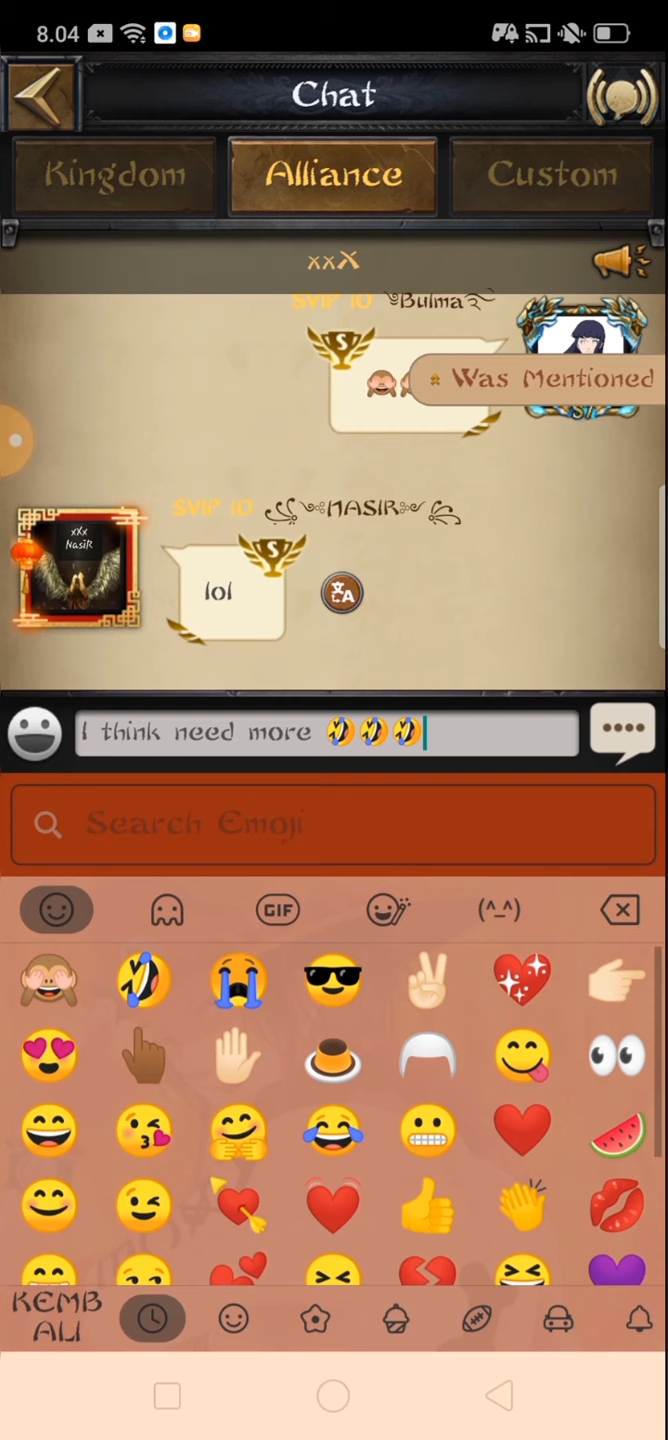 8.04
Chat
Kingdom
Alliance
Custom
xxX
SVIP 10 Bulma
Was Mentioned
SVIP 10 NASIR
xXx
NasiR
lol
I think need more 🤣🤣🤣
Search Emoji
GIF
(^_^)
KEMB
ALI